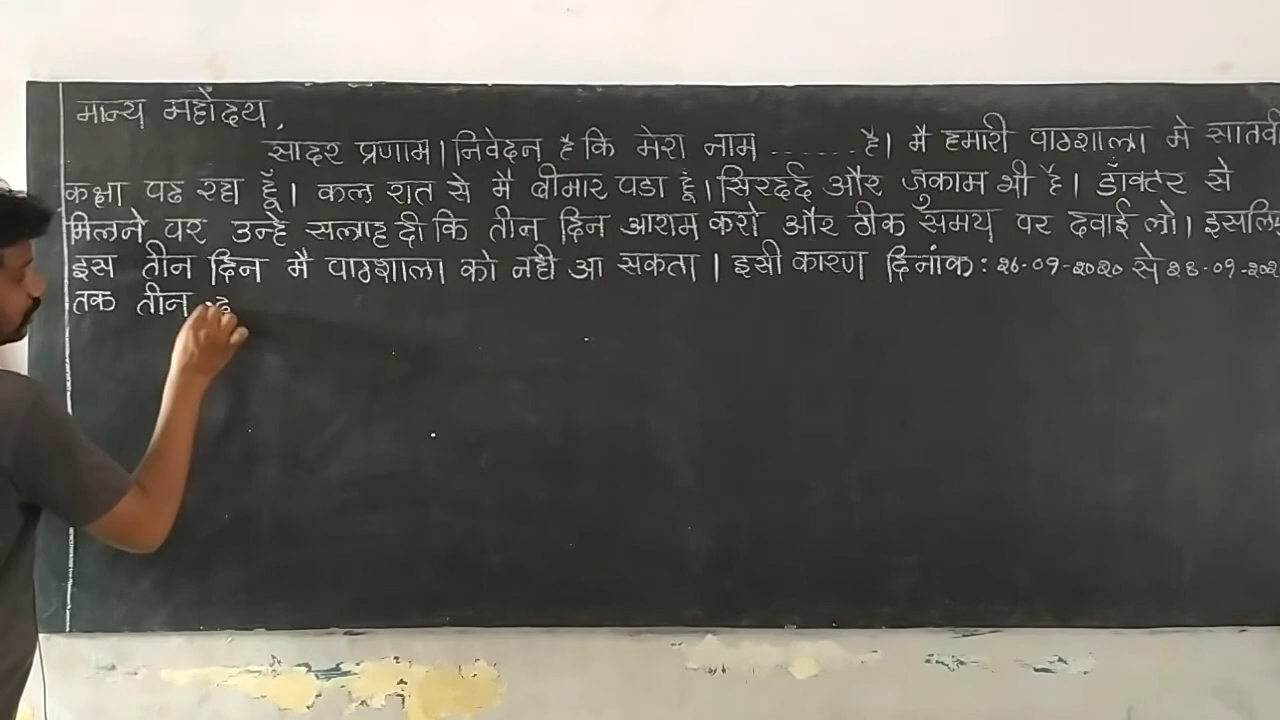 मान्य महोदय,
सादर प्रणाम। निवेदन है कि मेरा नाम ....... है। मै हमारी पाठशाला मे सातवी
कक्षा पढ रहा हूँ। कल रात से मै बीमार पडा हूं। सिरदर्द और जुकाम भी है। डॉक्टर से
मिलने पर उन्हे सलाह दी कि तीन दिन आराम करो और ठीक समय पर दवाई लो। इसलिए
इस तीन दिन मै पाठशाला को नही आ सकता। इसी कारण दिनांक: २६-०९-२०२० से २८-०९-२०२
तक तीन